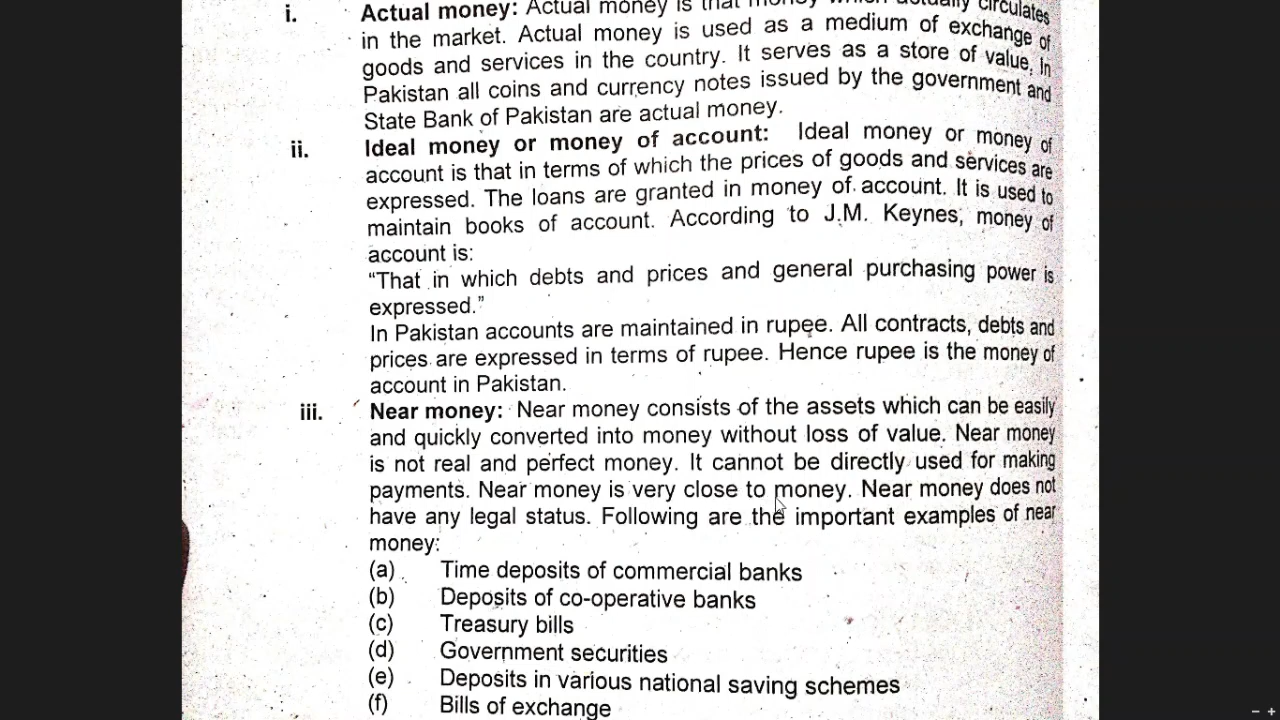 i. Actual money: Actual money is that money which actually circulates
in the market. Actual money is used as a medium of exchange of
goods and services in the country. It serves as a store of value. In
Pakistan all coins and currency notes issued by the government and
State Bank of Pakistan are actual money.
ii. Ideal money or money of account: Ideal money or money of
account is that in terms of which the prices of goods and services are
expressed. The loans are granted in money of account. It is used to
maintain books of account. According to J.M. Keynes, money of
account is:
“That in which debts and prices and general purchasing power is
expressed.”
In Pakistan accounts are maintained in rupee. All contracts, debts and
prices are expressed in terms of rupee. Hence rupee is the money of
account in Pakistan.
iii. Near money: Near money consists of the assets which can be easily
and quickly converted into money without loss of value. Near money
is not real and perfect money. It cannot be directly used for making
payments. Near money is very close to money. Near money does not
have any legal status. Following are the important examples of near
money:
(a) Time deposits of commercial banks
(b) Deposits of co-operative banks
(c) Treasury bills
(d) Government securities
(e) Deposits in various national saving schemes
(f) Bills of exchange